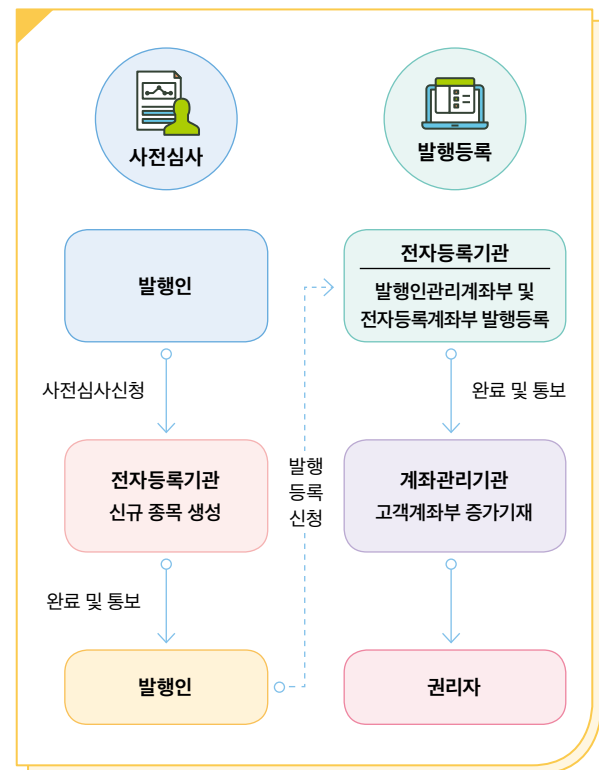 사전심사
발행인
사전심사신청
전자등록기관
신규 종목 생성
완료 및 통보
발행인
발행
등록
신청
발행등록
전자등록기관
발행인관리계좌부 및
전자등록계좌부 발행등록
완료 및 통보
계좌관리기관
고객계좌부 증가기재
권리자